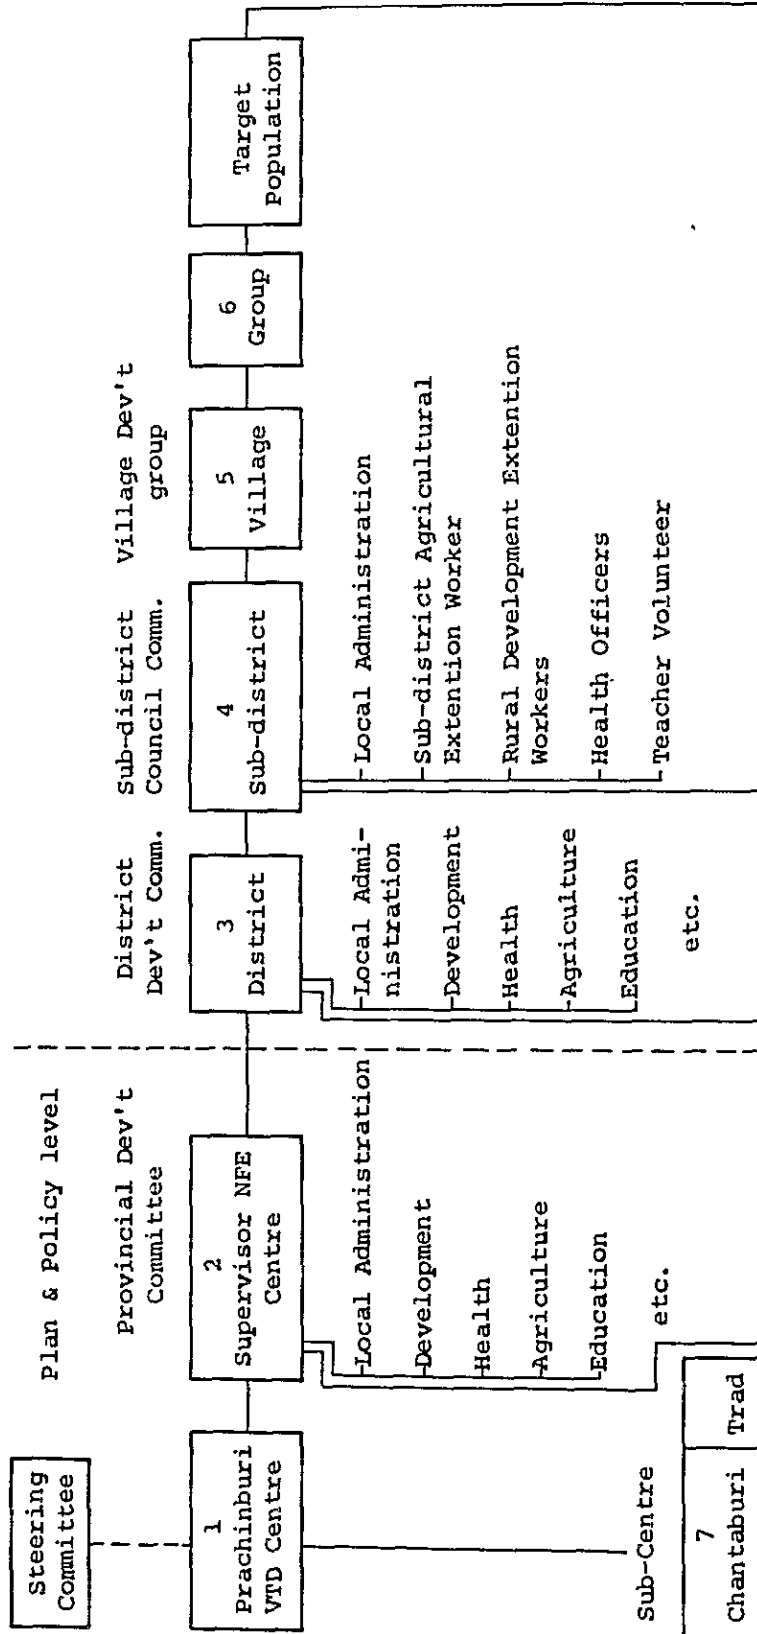 Steering
Committee
Plan & Policy level
Provincial Dev't
Committee
District
Dev't Comm.
Sub-district
Council Comm.
Village Dev't
group
1
Prachinburi
VTD Centre
2
Supervisor NFE
Centre
3
District
4
Sub-district
5
Village
6
Group
Target
Population
Local Administration
Development
Health
Agriculture
Education
etc.
Local Admi-
nistration
Development
Health
Agriculture
Education
etc.
Local Administration
Sub-district Agricultural
Extention Worker
Rural Development Extention
Workers
Health Officers
Teacher Volunteer
Sub-Centre
7
Chantaburi
Trad